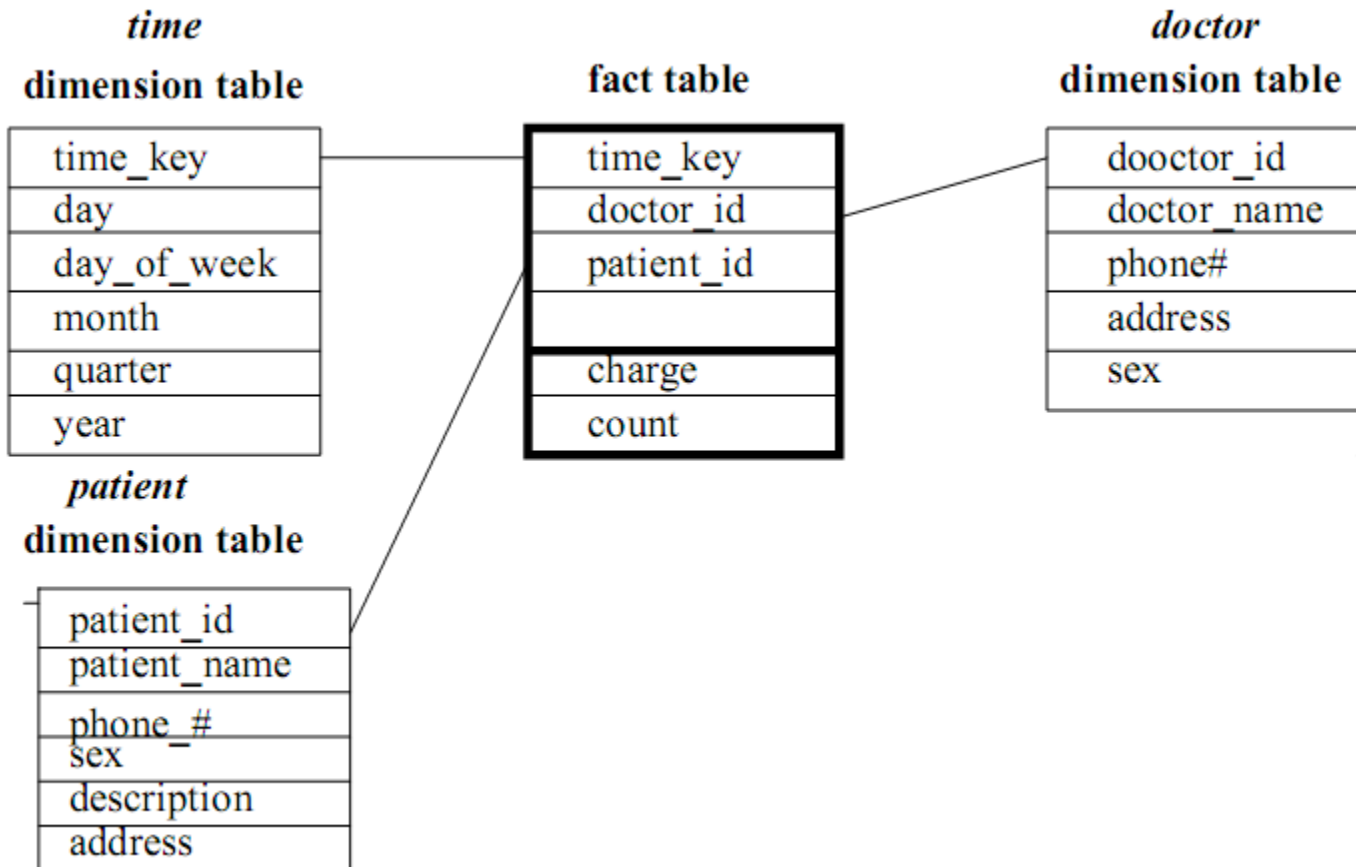 time
dimension table
time_key
day
day_of_week
month
quarter
year
patient
dimension table
patient_id
patient_name
phone_#
sex
description
address
fact table
time_key
doctor_id
patient_id
charge
count
doctor
dimension table
dooctor_id
doctor_name
phone#
address
sex